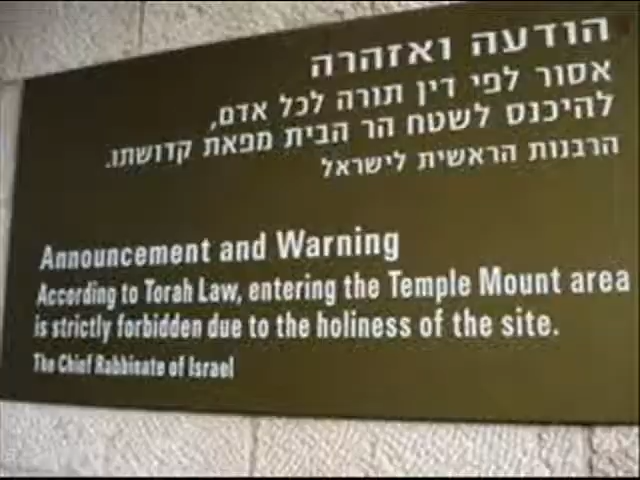 הודעה ואזהרה
אסור לפי דין תורה לכל אדם,
להיכנס לשטח הר הבית מפאת קדושתו.
הרבנות הראשית לישראל
Announcement and Warning
According to Torah Law, entering the Temple Mount area
is strictly forbidden due to the holiness of the site.
The Chief Rabbinate of Israel